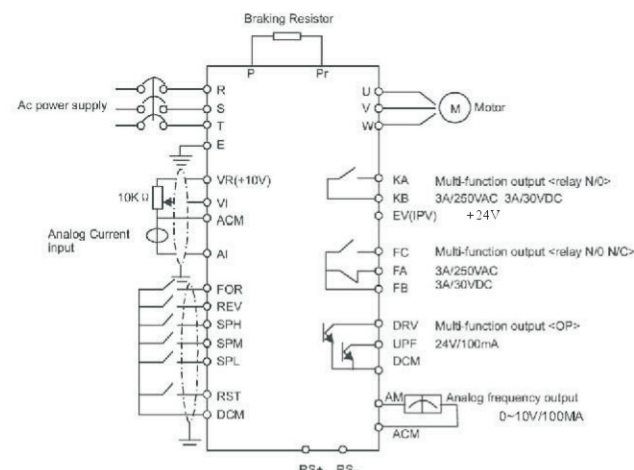 Braking Resistor
P Pr
Ac power supply
R
S
T
E
VR(+10V)
10KΩ
VI
ACM
Analog Current
input
AI
FOR
REV
SPH
SPM
SPL
RST
DCM
U
V
W
M Motor
KA Multi-function output <relay N/0>
KB 3A/250VAC 3A/30VDC
EV(IPV) +24V
FC Multi-function output <relay N/0 N/C>
FA 3A/250VAC
FB 3A/30VDC
DRV Multi-function output <OP>
UPF 24V/100mA
DCM
AM Analog frequency output
0~10V/100MA
ACM
RS+ RS-